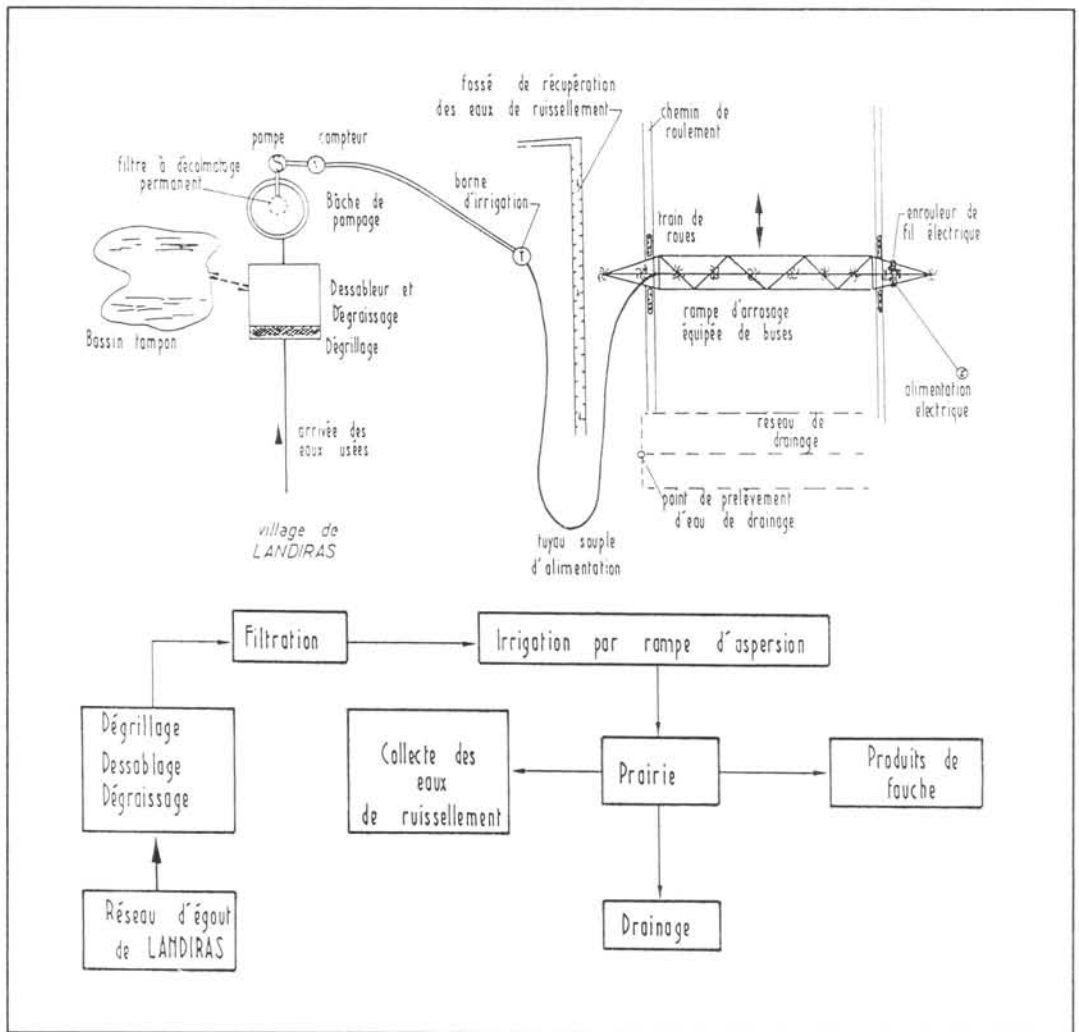 fossé de récupération
des eaux de ruissellement
chemin de
roulement
pompe
compteur
filtre à décolmatage
permanent
Bâche de
pompage
borne
d'irrigation
train de
roues
enrouleur de
fil électrique
Dessableur et
Dégraissage
Dégrillage
Bassin tampon
rampe d'arrosage
équipée de buses
alimentation
electrique
arrivée des
eaux usées
réseau de
drainage
point de prelèvement
d'eau de drainage
village de
LANDIRAS
tuyau souple
d'alimentation
Filtration
Irrigation par rampe d'aspersion
Dégrillage
Dessablage
Dégraissage
Collecte des
eaux
de ruissellement
Prairie
Produits de
fauche
Réseau d'égout
de LANDIRAS
Drainage